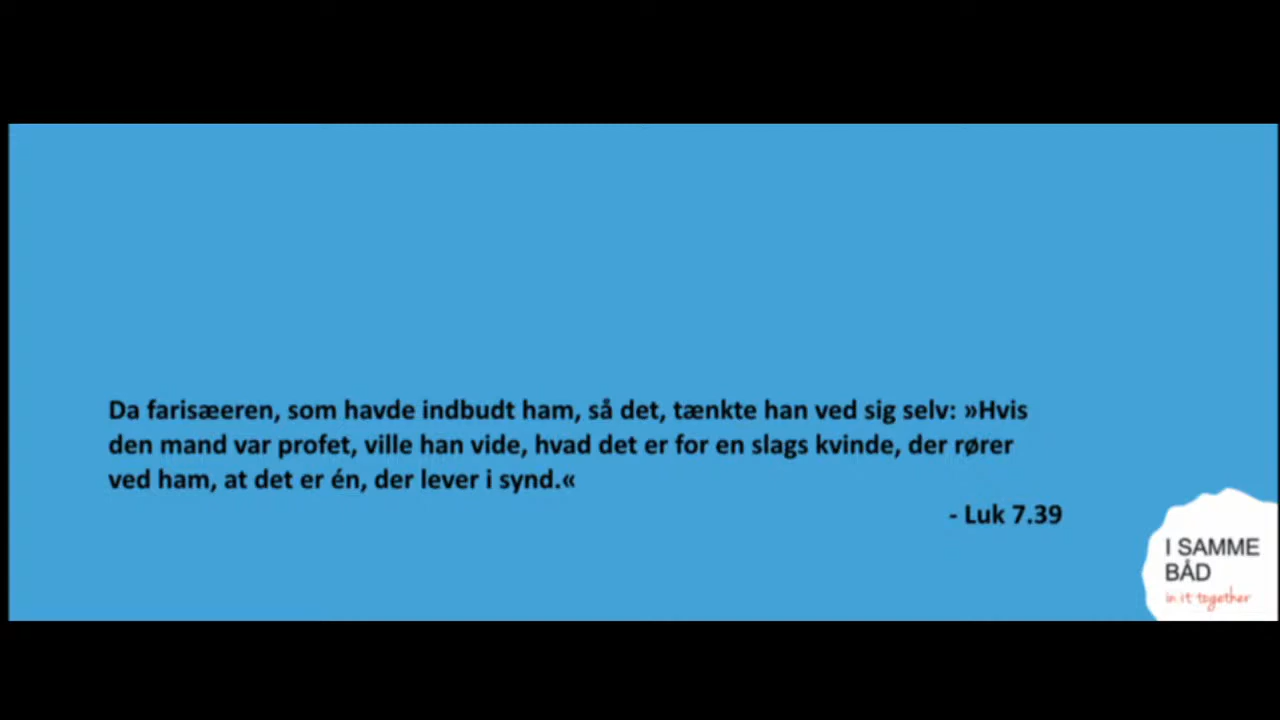 Da farisæeren, som havde indbudt ham, så det, tænkte han ved sig selv: »Hvis
den mand var profet, ville han vide, hvad det er for en slags kvinde, der rører
ved ham, at det er én, der lever i synd.«
- Luk 7.39
I SAMME
BÅD
in it together